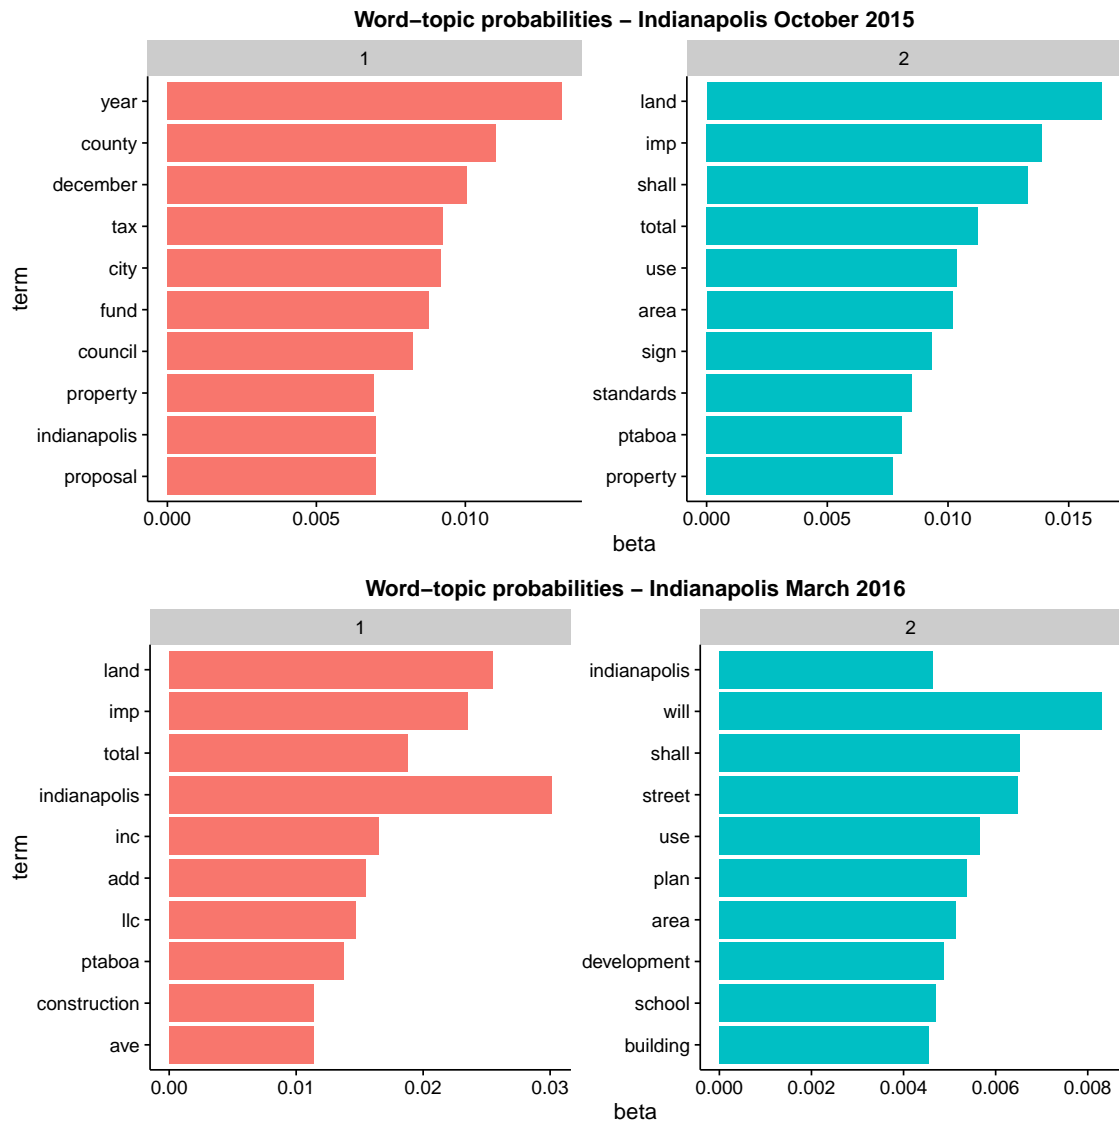 Word–topic probabilities – Indianapolis October 2015
1
2
year
county
december
tax
city
fund
council
property
indianapolis
proposal
land
imp
shall
total
use
area
sign
standards
ptaboa
property
term
0.000 0.005 0.010
0.000 0.005 0.010 0.015
beta
Word–topic probabilities – Indianapolis March 2016
1
2
land
imp
total
indianapolis
inc
add
llc
ptaboa
construction
ave
indianapolis
will
shall
street
use
plan
area
development
school
building
term
0.00 0.01 0.02 0.03
0.000 0.002 0.004 0.006 0.008
beta